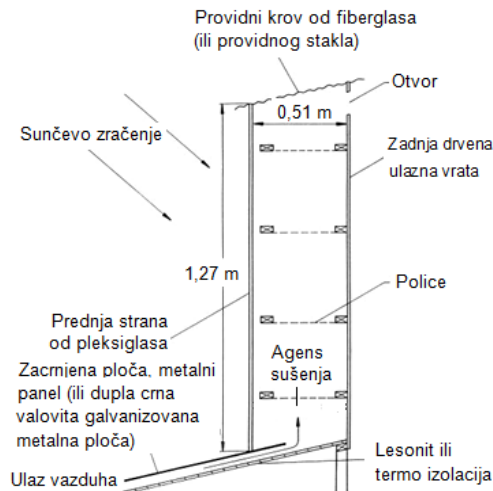 Providni krov od fiberglasa
(ili providnog stakla)
Otvor
0,51 m
Sunčevo zračenje
Zadnja drvena
ulazna vrata
1,27 m
Police
Prednja strana
od pleksiglasa
Agens
sušenja
Zacrnjena ploča, metalni
panel (ili dupla crna
valovita galvanizovana
metalna ploča)
Lesonit ili
termo izolacija
Ulaz vazduha